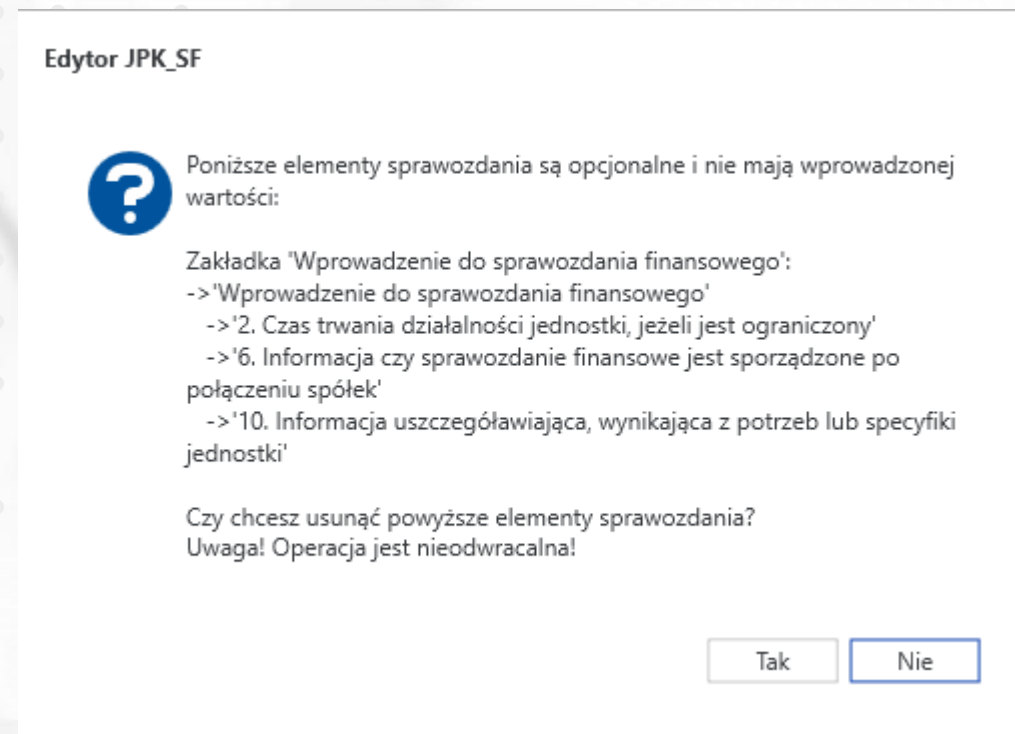 Edytor JPK_SF
Poniższe elementy sprawozdania są opcjonalne i nie mają wprowadzonej
wartości:
Zakładka 'Wprowadzenie do sprawozdania finansowego':
->'Wprowadzenie do sprawozdania finansowego'
->'2. Czas trwania działalności jednostki, jeżeli jest ograniczony'
->'6. Informacja czy sprawozdanie finansowe jest sporządzone po
połączeniu spółek'
->'10. Informacja uszczegóławiająca, wynikająca z potrzeb lub specyfiki
jednostki'
Czy chcesz usunąć powyższe elementy sprawozdania?
Uwaga! Operacja jest nieodwracalna!
Tak
Nie